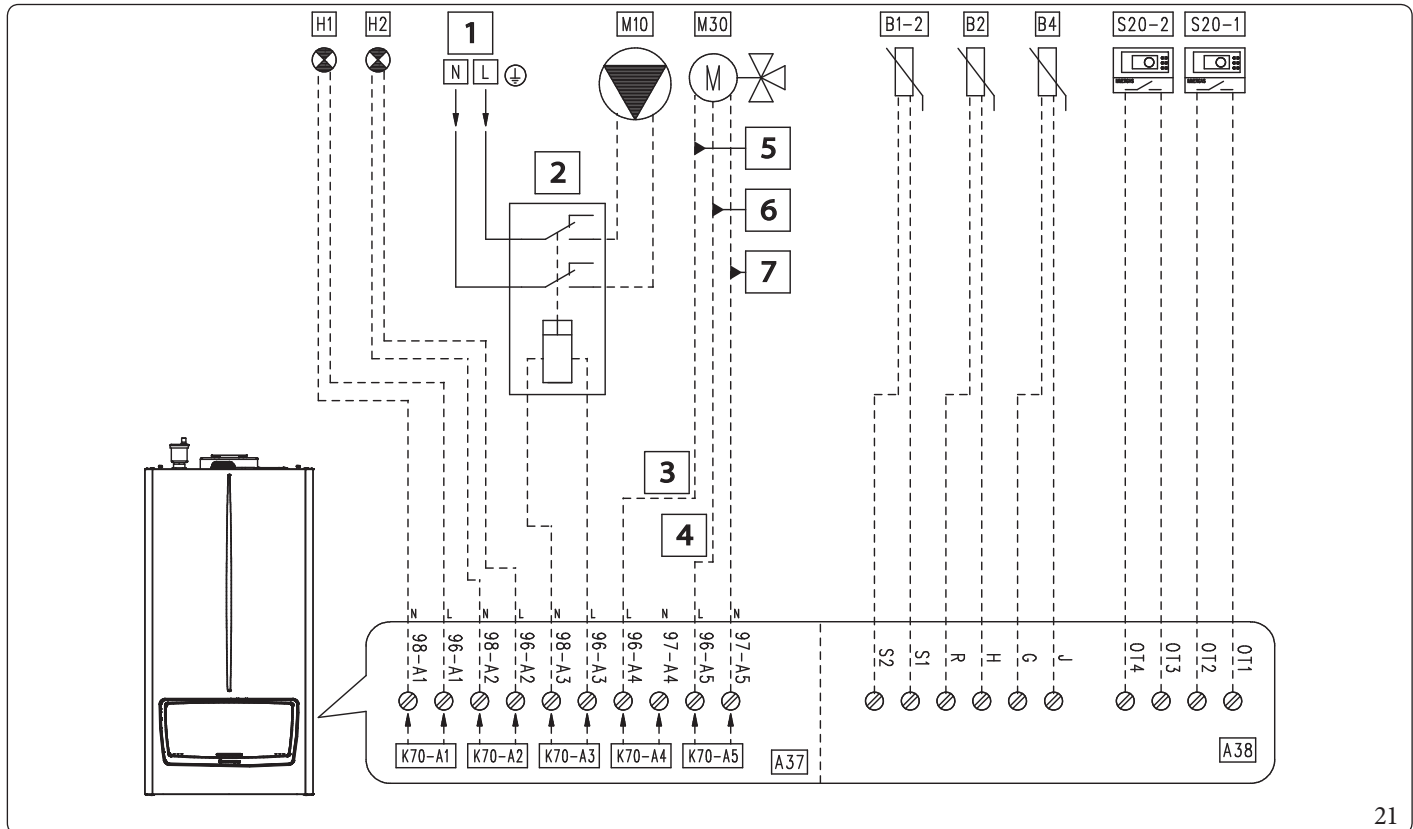 H1 H2 1 M10 M30 B1-2 B2 B4 S20-2 S20-1
N L
M
5
2
6
7
3
4
N L N L N L L N L N
98-A1 96-A1 98-A2 96-A2 98-A3 96-A3 96-A4 97-A4 96-A5 97-A5 S2 S1 R H G J OT4 OT3 OT2 OT1
K70-A1 K70-A2 K70-A3 K70-A4 K70-A5 A37 A38
21